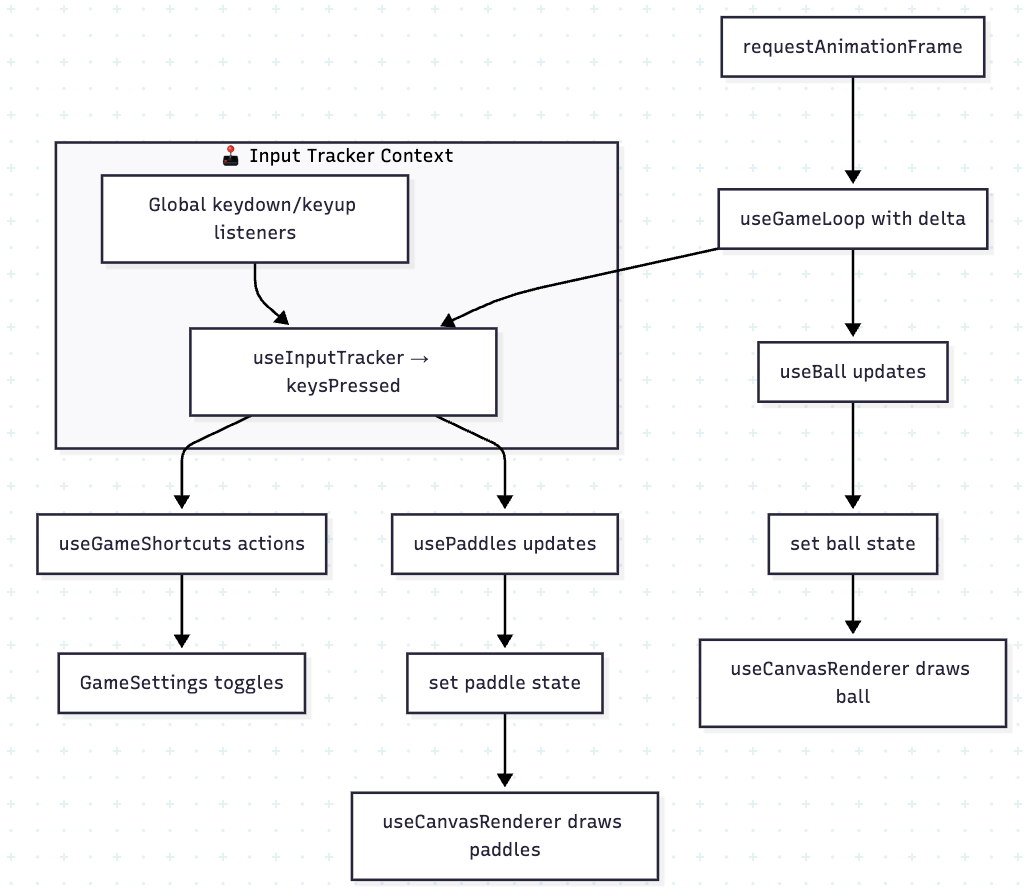 requestAnimationFrame
🕹️ Input Tracker Context
Global keydown/keyup
listeners
useGameLoop with delta
useInputTracker →
keysPressed
useBall updates
useGameShortcuts actions
usePaddles updates
set ball state
GameSettings toggles
set paddle state
useCanvasRenderer draws
ball
useCanvasRenderer draws
paddles